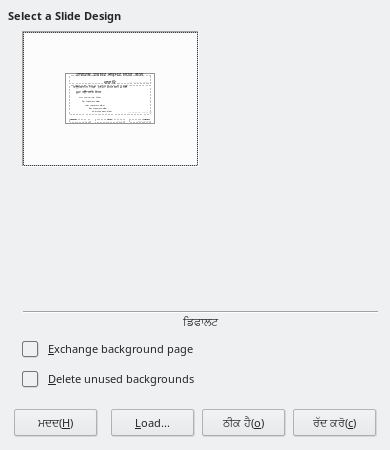 Select a Slide Design
ਡਿਫਾਲਟ
Exchange background page
Delete unused backgrounds
ਮਦਦ(H) Load... ਠੀਕ ਹੈ(o) ਰੱਦ ਕਰੋ(c)